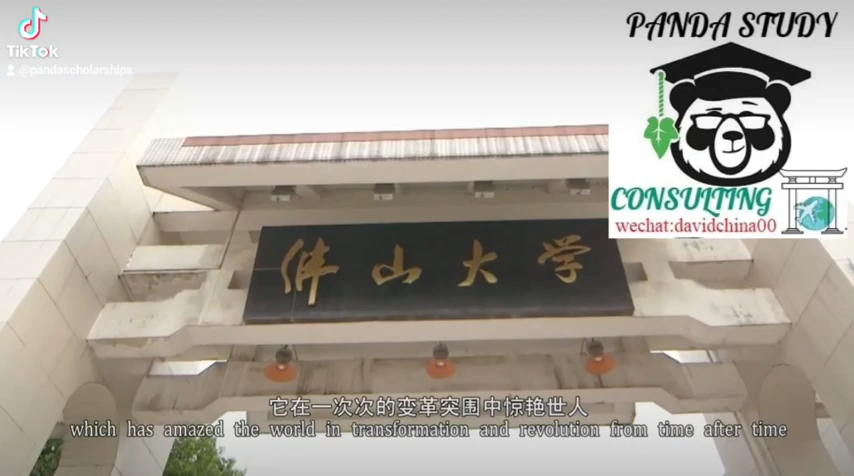 TikTok
@pandascholarships
PANDA STUDY
CONSULTING
wechat:davidchina00
佛山大学
它在一次次的变革突围中惊艳世人
which has amazed the world in transformation and revolution from time after time